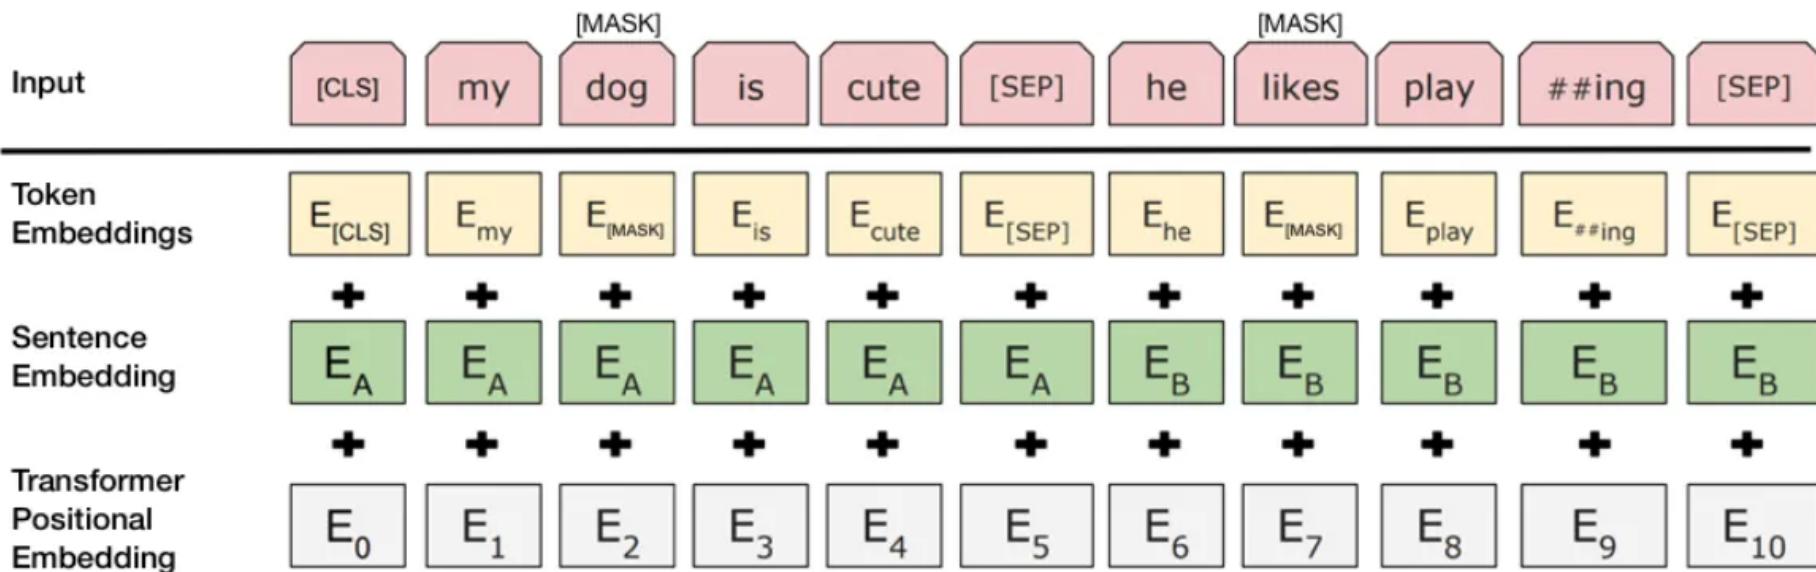 [MASK] [MASK]
Input [CLS] my dog is cute [SEP] he likes play ##ing [SEP]
Token
Embeddings
E[CLS] Emy E[MASK] Eis Ecute E[SEP] Ehe E[MASK] Eplay E##ing E[SEP]
+ + + + + + + + + + +
Sentence
Embedding
EA EA EA EA EA EA EB EB EB EB EB
+ + + + + + + + + + +
Transformer
Positional
Embedding
E0 E1 E2 E3 E4 E5 E6 E7 E8 E9 E10